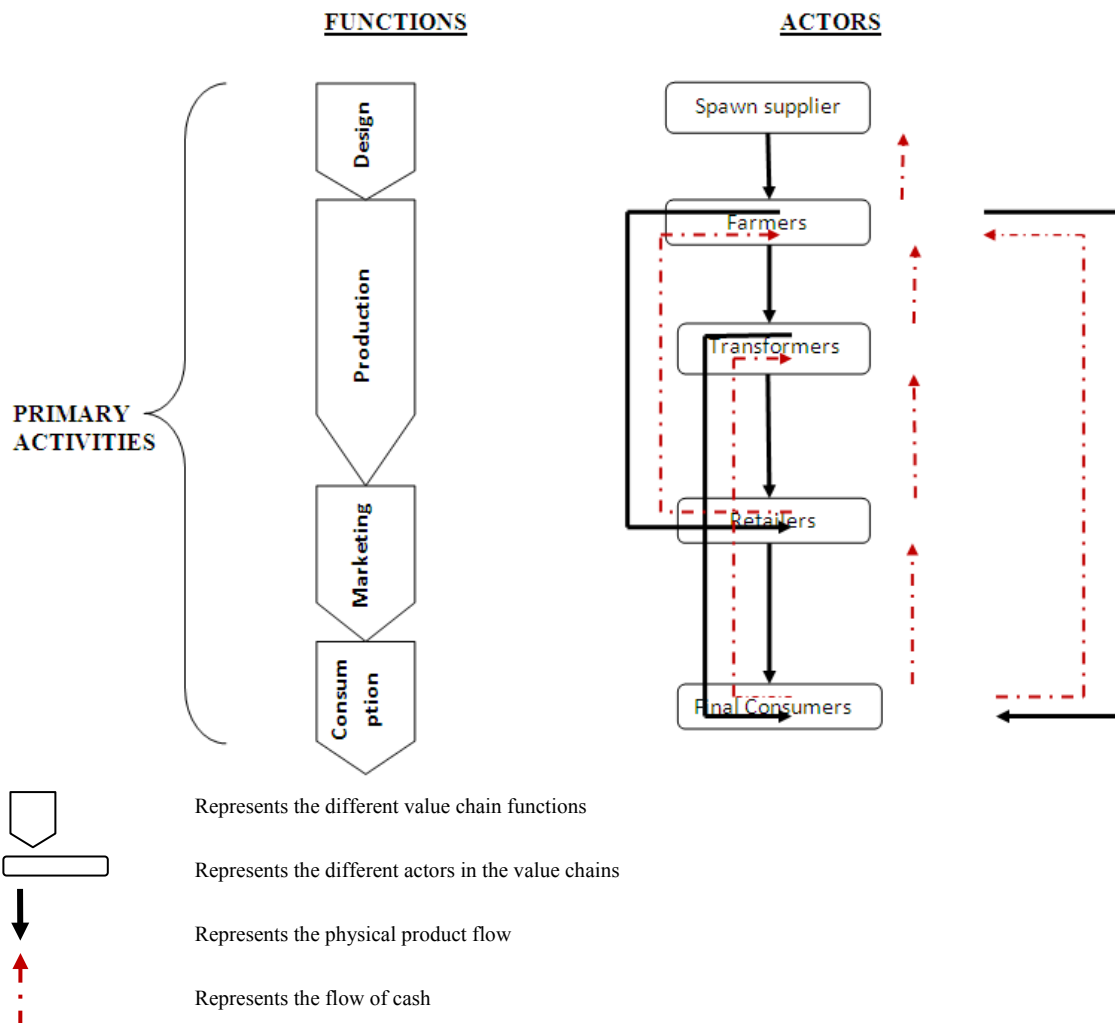 FUNCTIONS
ACTORS
Design
Production
Marketing
Consum
ption
PRIMARY
ACTIVITIES
Spawn supplier
Farmers
Transformers
Retailers
Final Consumers
Represents the different value chain functions
Represents the different actors in the value chains
Represents the physical product flow
Represents the flow of cash